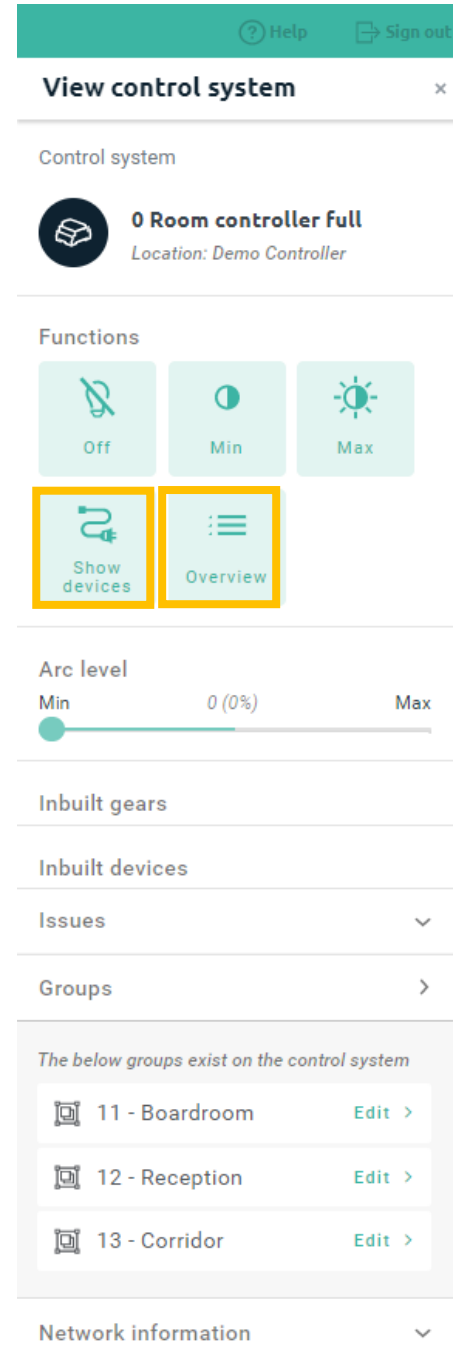 Help
Sign out
View control system
Control system
0 Room controller full
Location: Demo Controller
Functions
Off
Min
Max
Show
devices
Overview
Arc level
Min 0 (0%) Max
Inbuilt gears
Inbuilt devices
Issues
Groups
The below groups exist on the control system
11 - Boardroom Edit >
12 - Reception Edit >
13 - Corridor Edit >
Network information